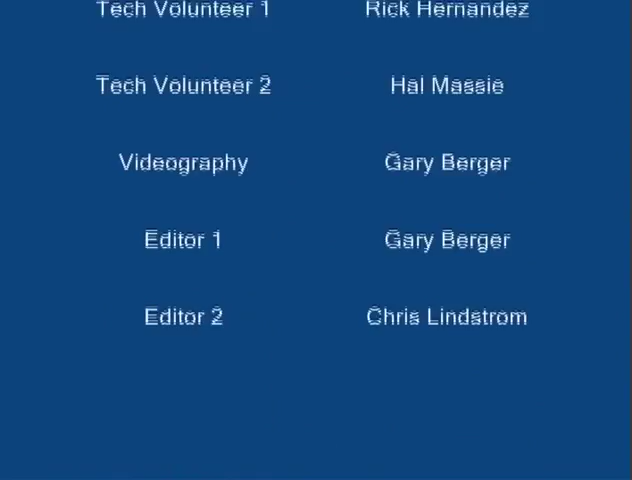 Tech Volunteer 1 Rick Hernandez
Tech Volunteer 2 Hal Massie
Videography Gary Berger
Editor 1 Gary Berger
Editor 2 Chris Lindstrom